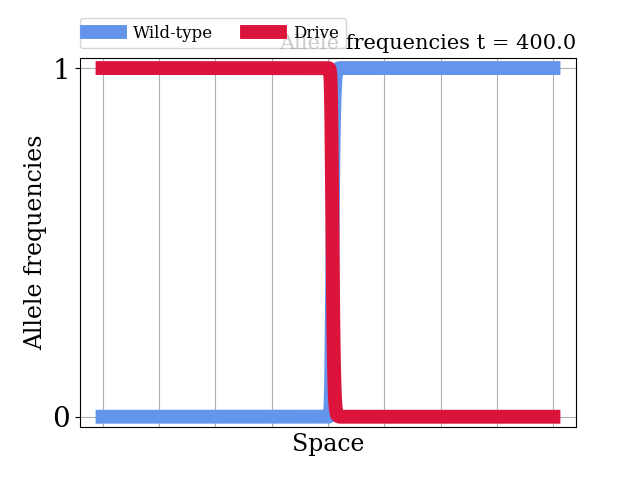 Wild-type Drive
Allele frequencies t = 400.0
1
Allele frequencies
0
Space